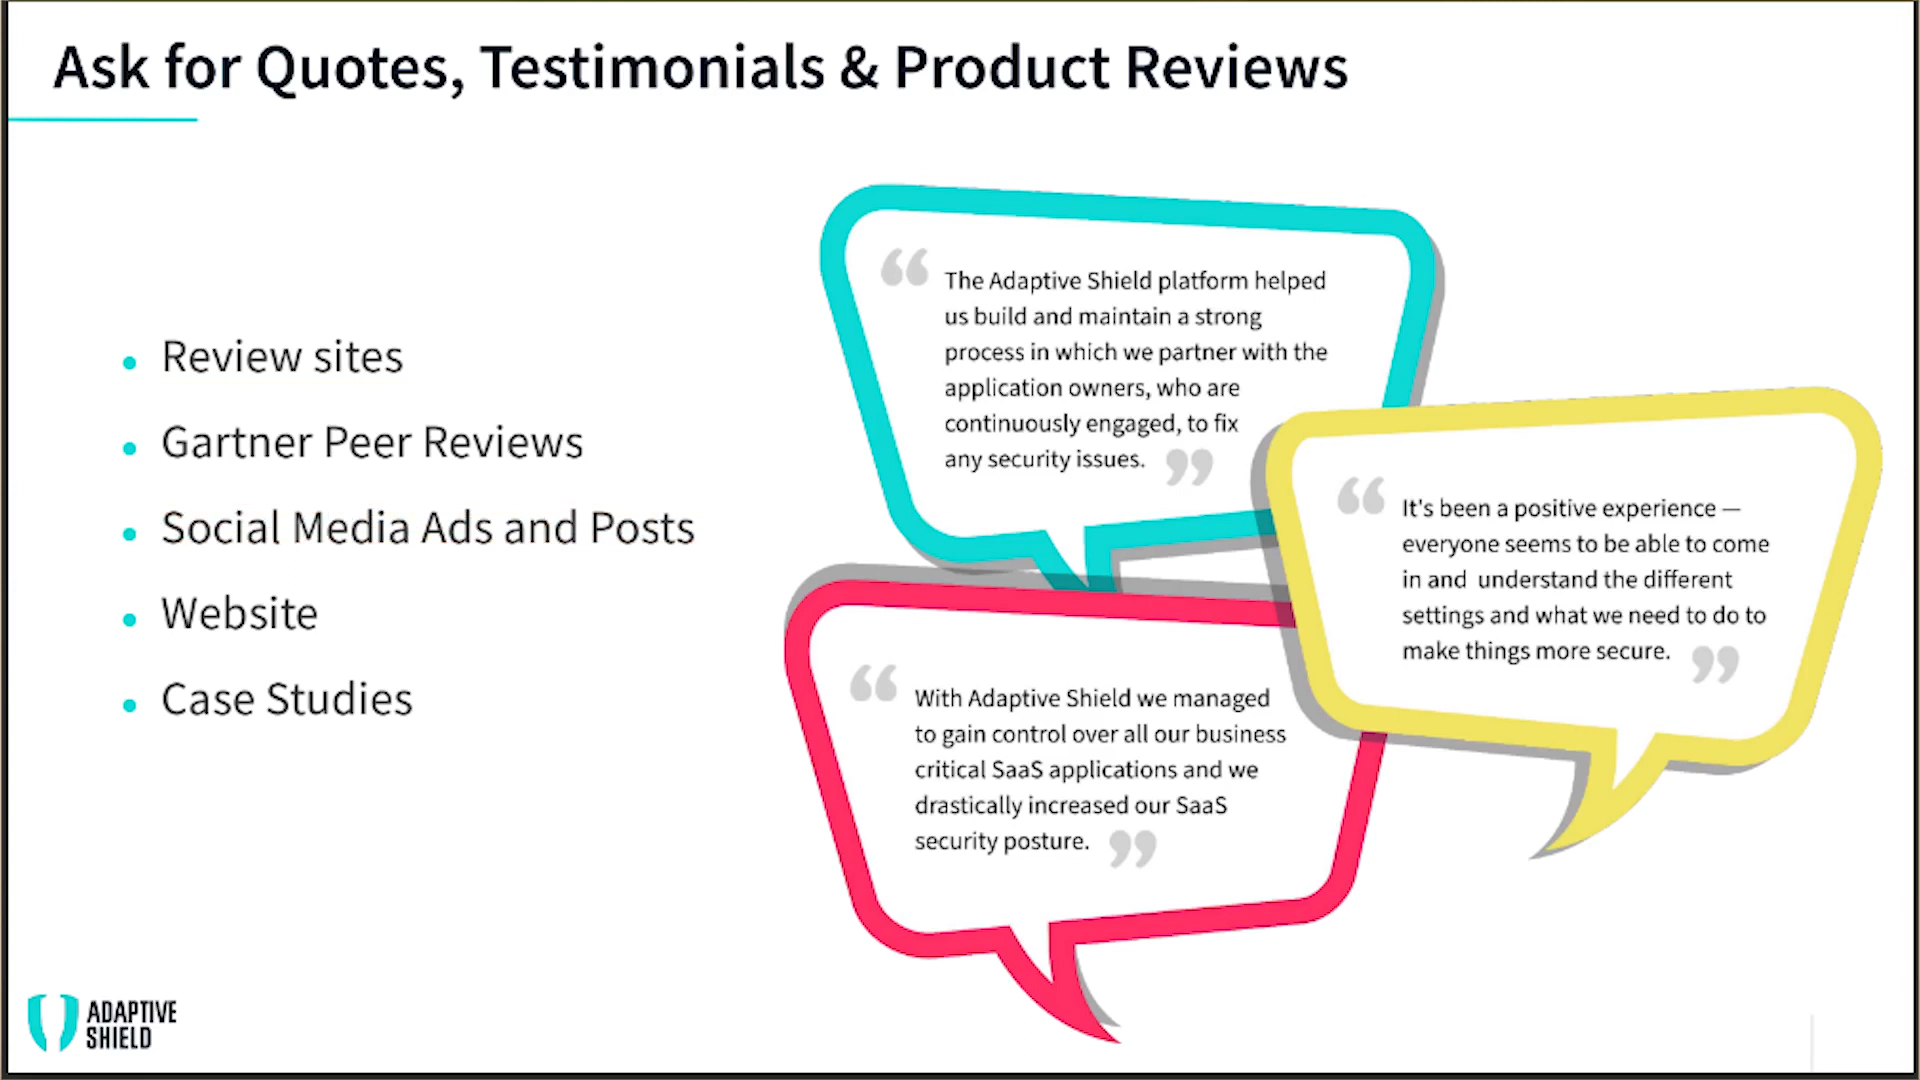 Ask for Quotes, Testimonials & Product Reviews
• Review sites
• Gartner Peer Reviews
• Social Media Ads and Posts
• Website
• Case Studies
“ The Adaptive Shield platform helped
us build and maintain a strong
process in which we partner with the
application owners, who are
continuously engaged, to fix
any security issues. ”
“ It's been a positive experience —
everyone seems to be able to come
in and understand the different
settings and what we need to do to
make things more secure. ”
“ With Adaptive Shield we managed
to gain control over all our business
critical SaaS applications and we
drastically increased our SaaS
security posture. ”
ADAPTIVE
SHIELD